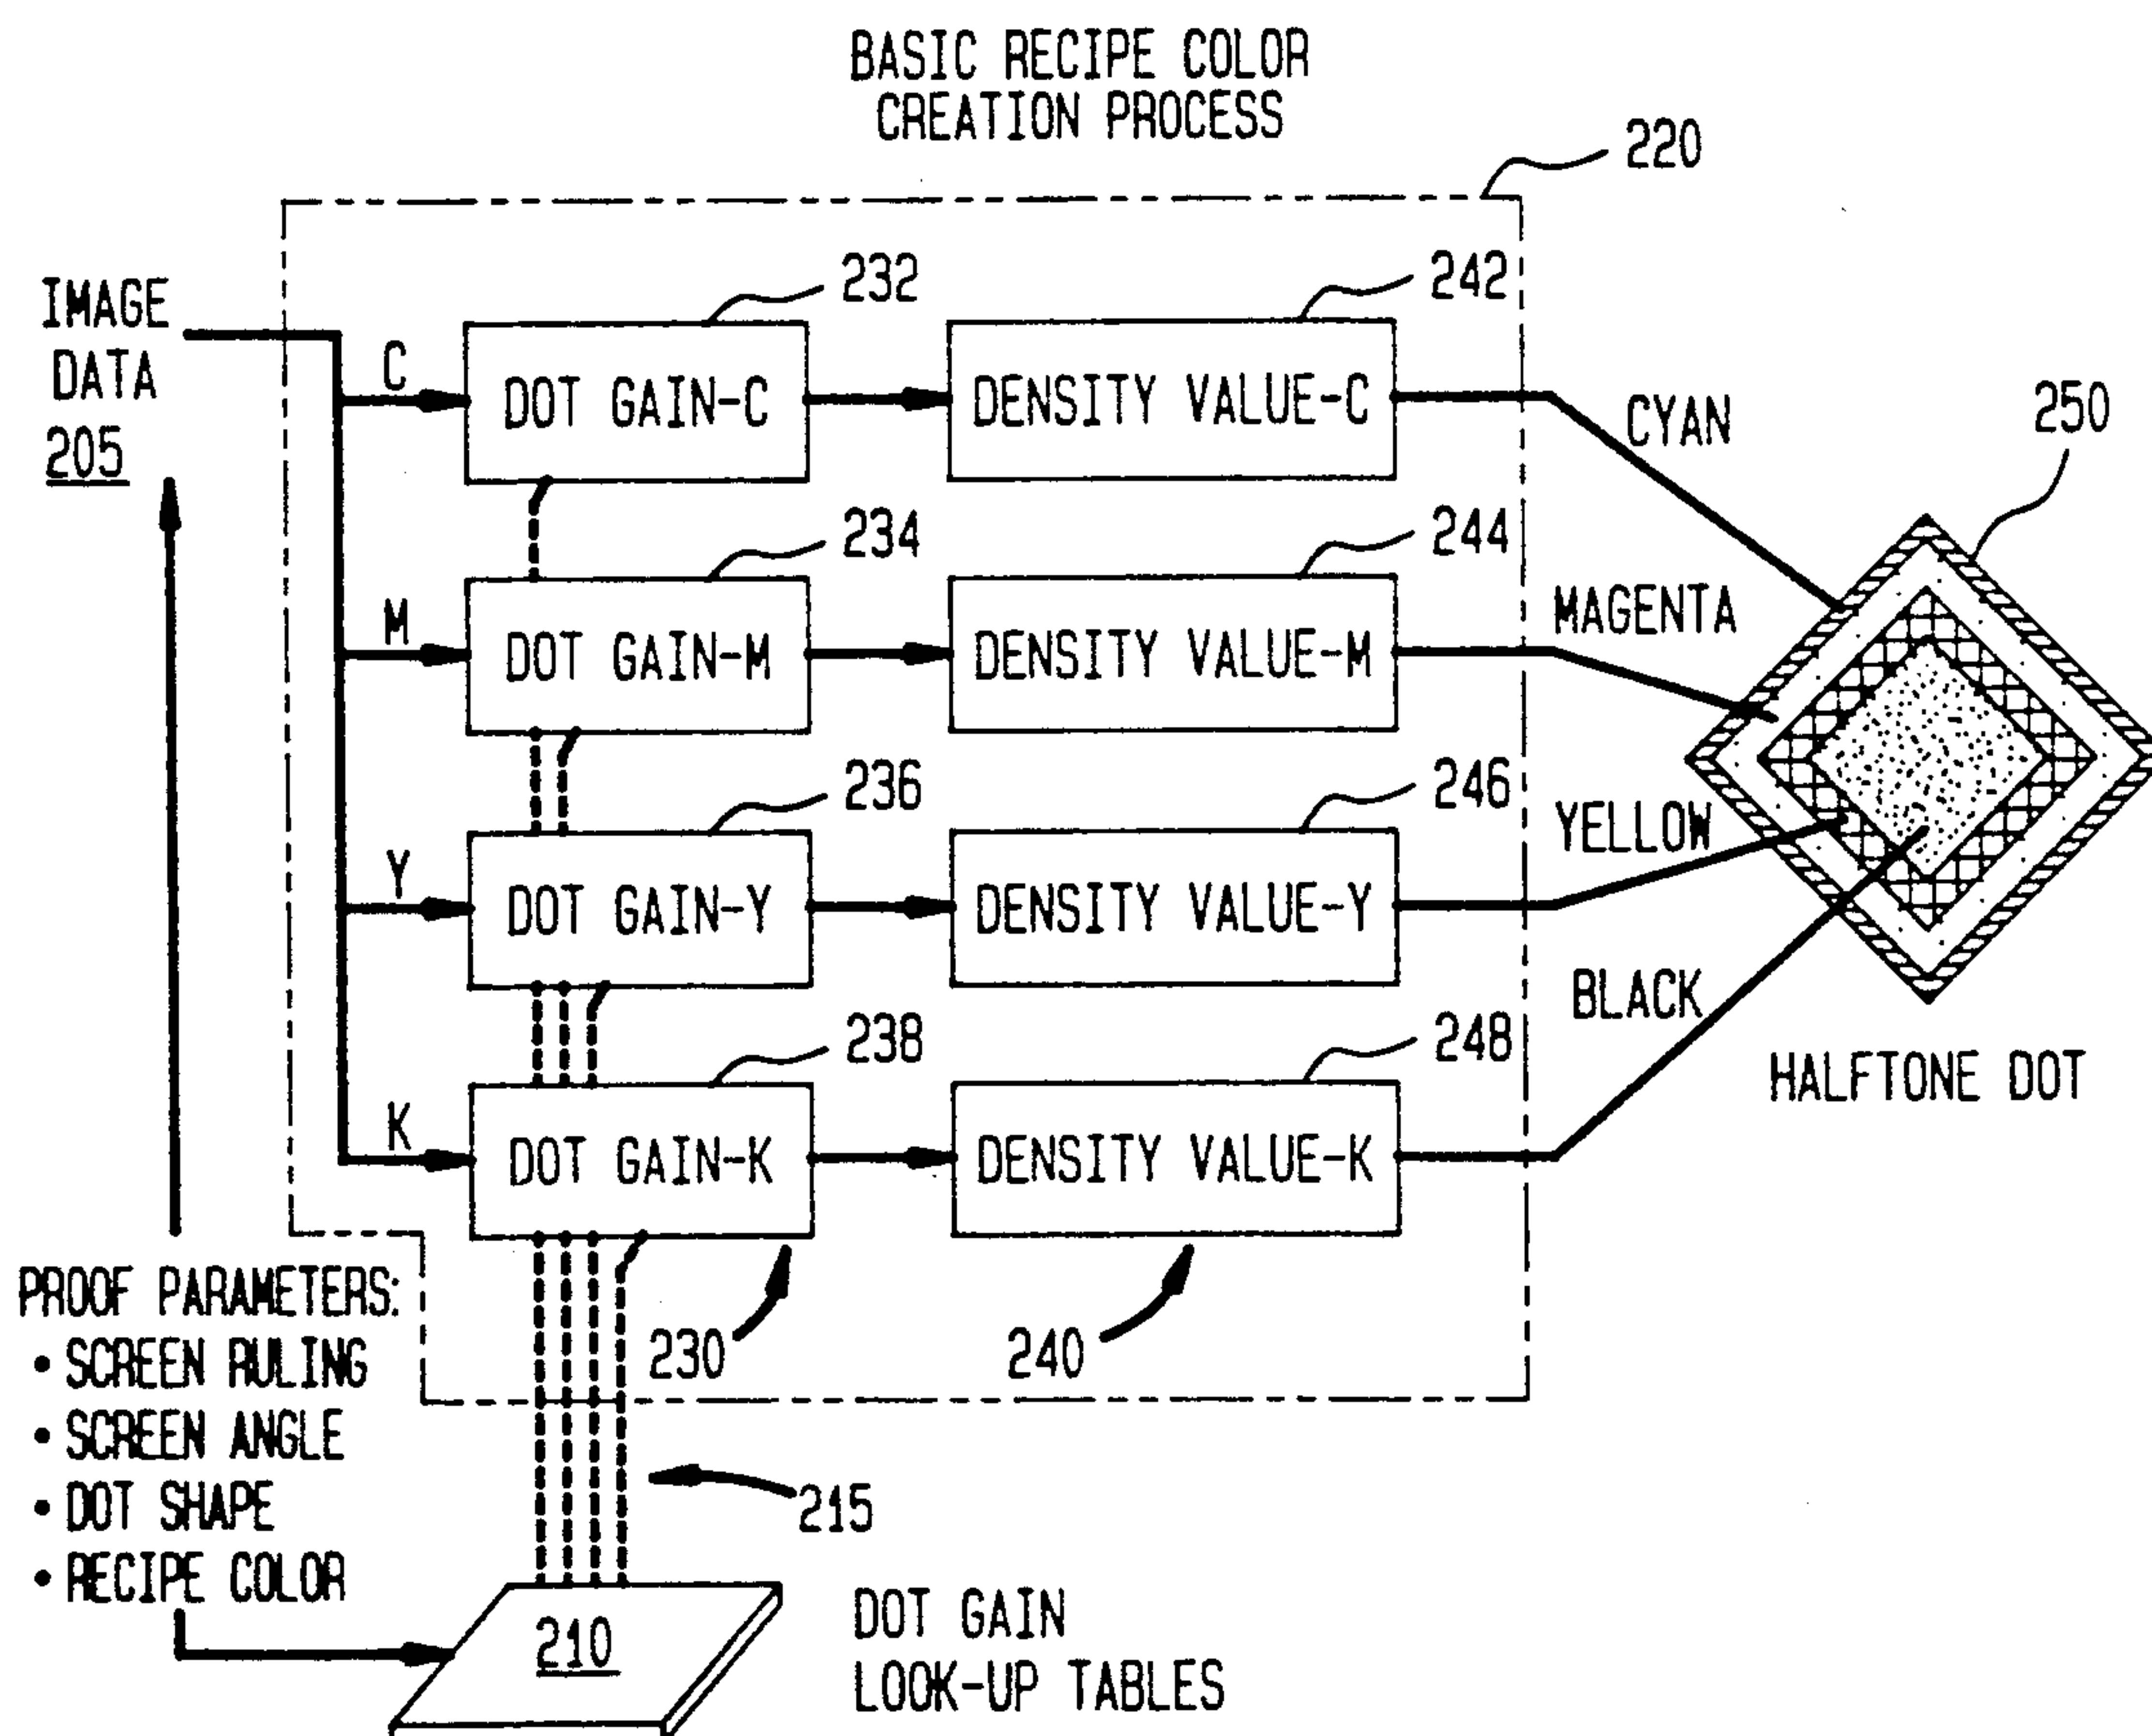 BASIC RECIPE COLOR
CREATION PROCESS
220
IMAGE
DATA
205
C
DOT GAIN-C
232
DENSITY VALUE-C
242
CYAN
250
M
DOT GAIN-M
234
DENSITY VALUE-M
244
MAGENTA
Y
DOT GAIN-Y
236
DENSITY VALUE-Y
246
YELLOW
K
DOT GAIN-K
238
DENSITY VALUE-K
248
BLACK
HALFTONE DOT
PROOF PARAMETERS:
• SCREEN RULING
• SCREEN ANGLE
• DOT SHAPE
• RECIPE COLOR
230
240
215
210
DOT GAIN
LOOK-UP TABLES